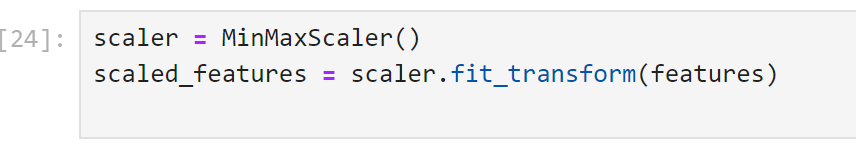 [24]:
scaler = MinMaxScaler()
scaled_features = scaler.fit_transform(features)